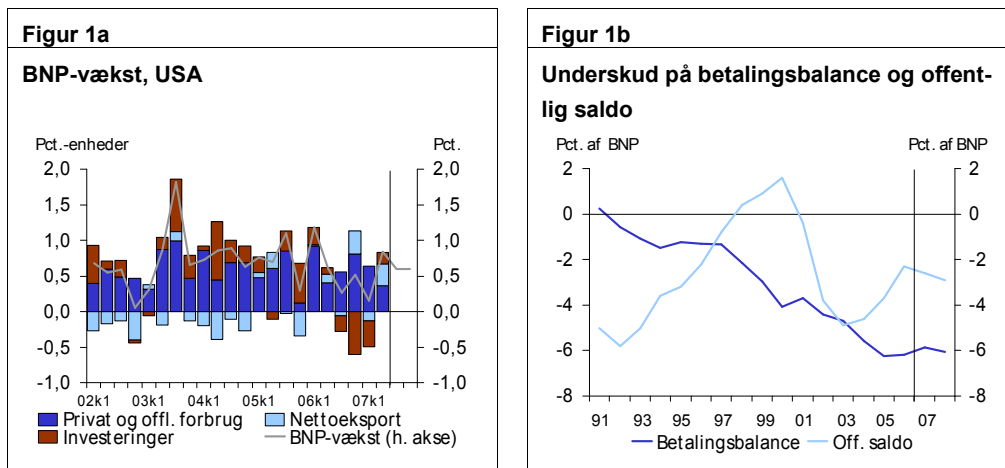 Figur 1a
BNP-vækst, USA
Pct.-enheder Pct.
2,0 2,0
1,5 1,5
1,0 1,0
0,5 0,5
0,0 0,0
-0,5 -0,5
-1,0 -1,0
02k1 03k1 04k1 05k1 06k1 07k1
Privat og offl. forbrug Nettoeksport
Investeringer BNP-vækst (h. akse)
Figur 1b
Underskud på betalingsbalance og offent-
lig saldo
Pct. af BNP Pct. af BNP
2 2
0 0
-2 -2
-4 -4
-6 -6
-8 -8
91 93 95 97 99 01 03 05 07
Betalingsbalance Off. saldo